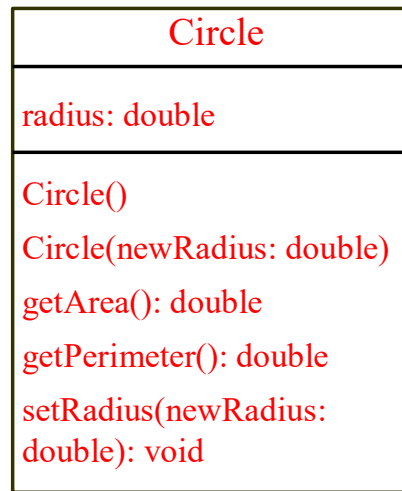 Circle
radius: double
Circle()
Circle(newRadius: double)
getArea(): double
getPerimeter(): double
setRadius(newRadius:
double): void